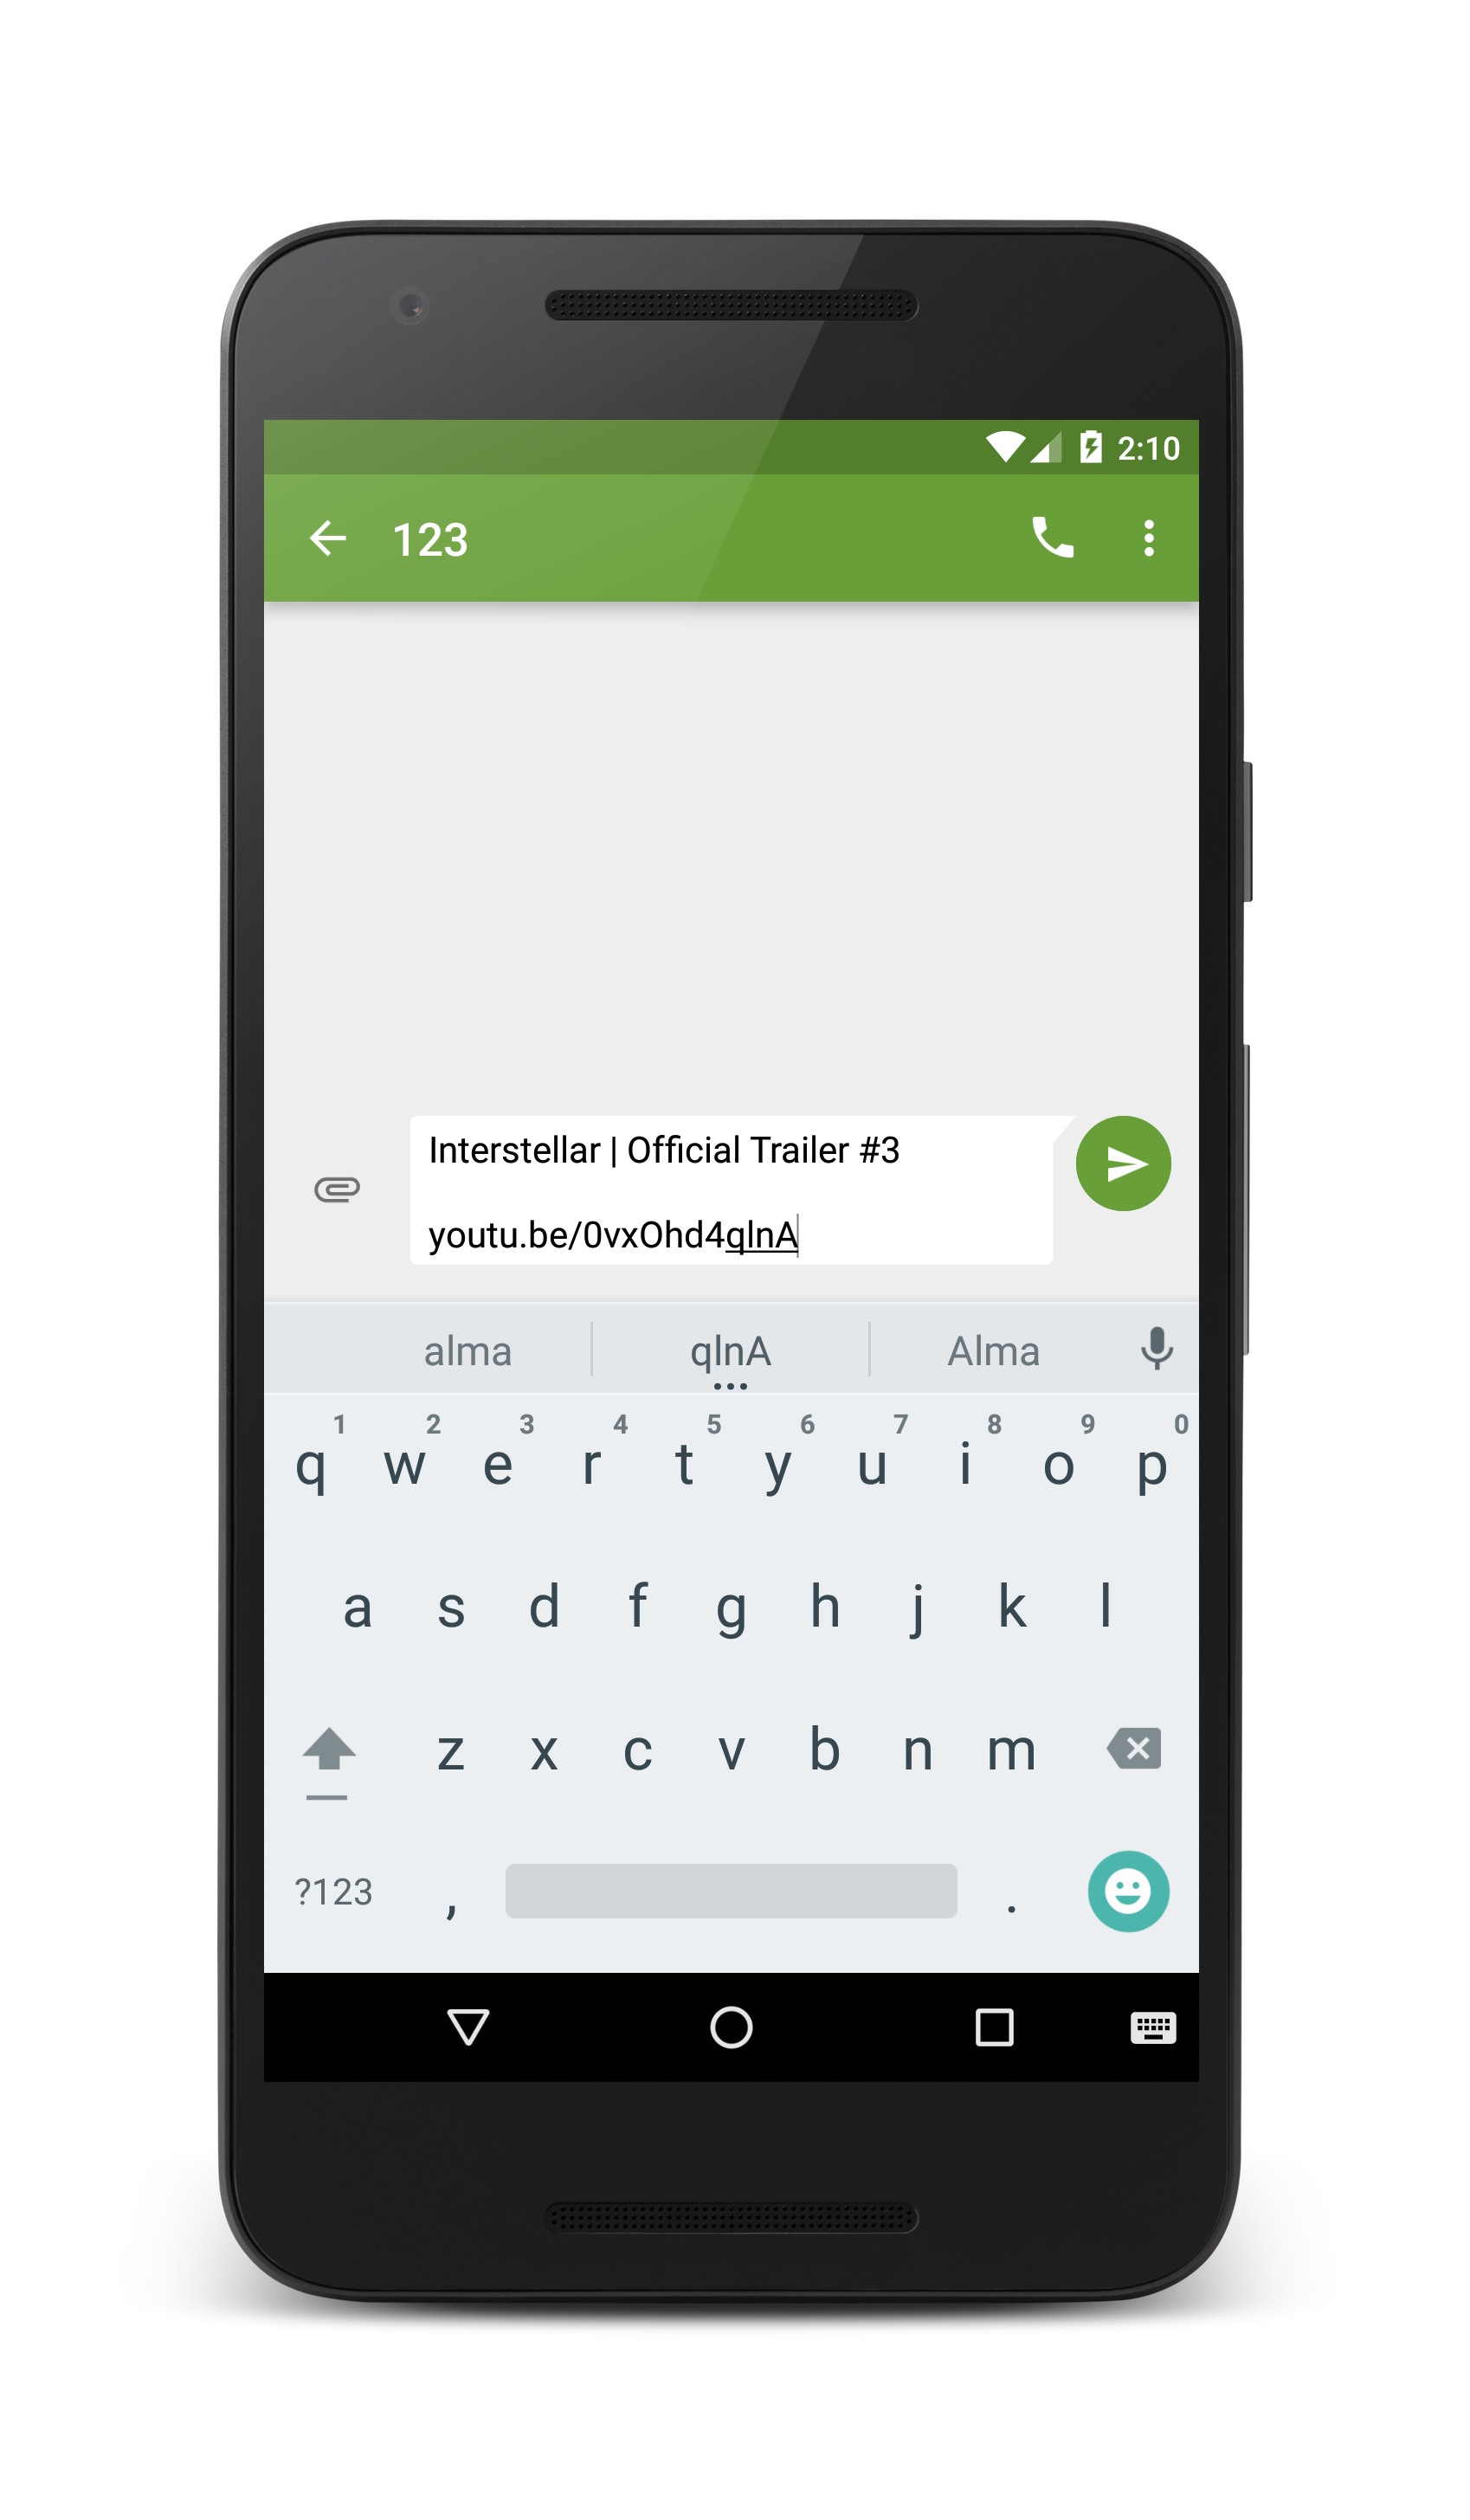 2:10
123
Interstellar | Official Trailer #3
youtu.be/0vxOhd4qlnA
alma qlnA Alma
1 2 3 4 5 6 7 8 9 0
q w e r t y u i o p
a s d f g h j k l
z x c v b n m
?123 , .